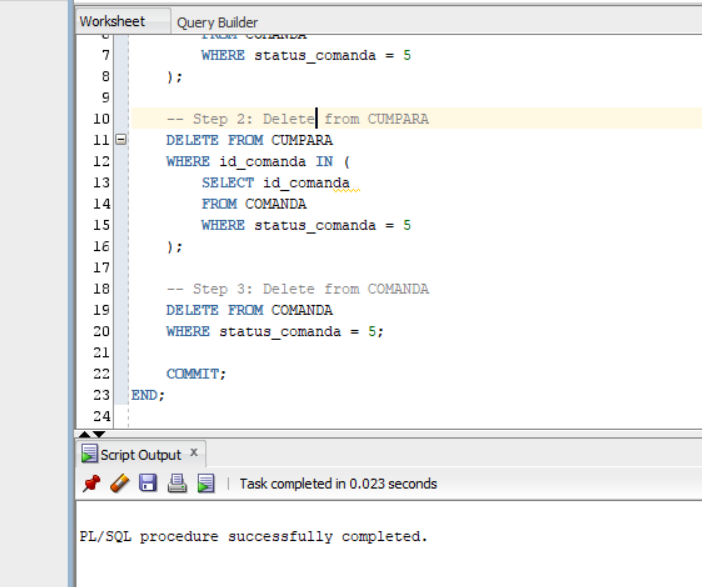 Worksheet Query Builder
6 FROM COMANDA
7 WHERE status_comanda = 5
8 );
9
10 -- Step 2: Delete from CUMPARA
11 DELETE FROM CUMPARA
12 WHERE id_comanda IN (
13 SELECT id_comanda
14 FROM COMANDA
15 WHERE status_comanda = 5
16 );
17
18 -- Step 3: Delete from COMANDA
19 DELETE FROM COMANDA
20 WHERE status_comanda = 5;
21
22 COMMIT;
23 END;
24
Script Output x
Task completed in 0.023 seconds
PL/SQL procedure successfully completed.